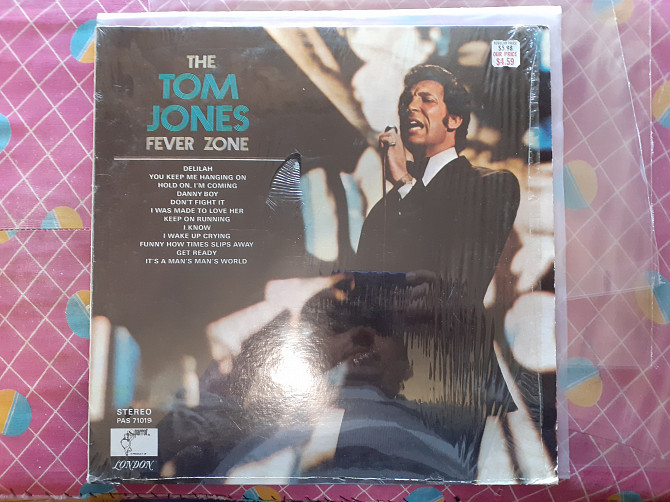 THE
TOM
JONES
FEVER ZONE
DELILAH
YOU KEEP ME HANGING ON
HOLD ON, I'M COMING
DANNY BOY
DON'T FIGHT IT
I WAS MADE TO LOVE HER
KEEP ON RUNNING
I KNOW
I WAKE UP CRYING
FUNNY HOW TIMES SLIPS AWAY
GET READY
IT'S A MAN'S MAN'S WORLD
$5.98
OUR PRICE
$4.59
STEREO
PAS 71019
LONDON